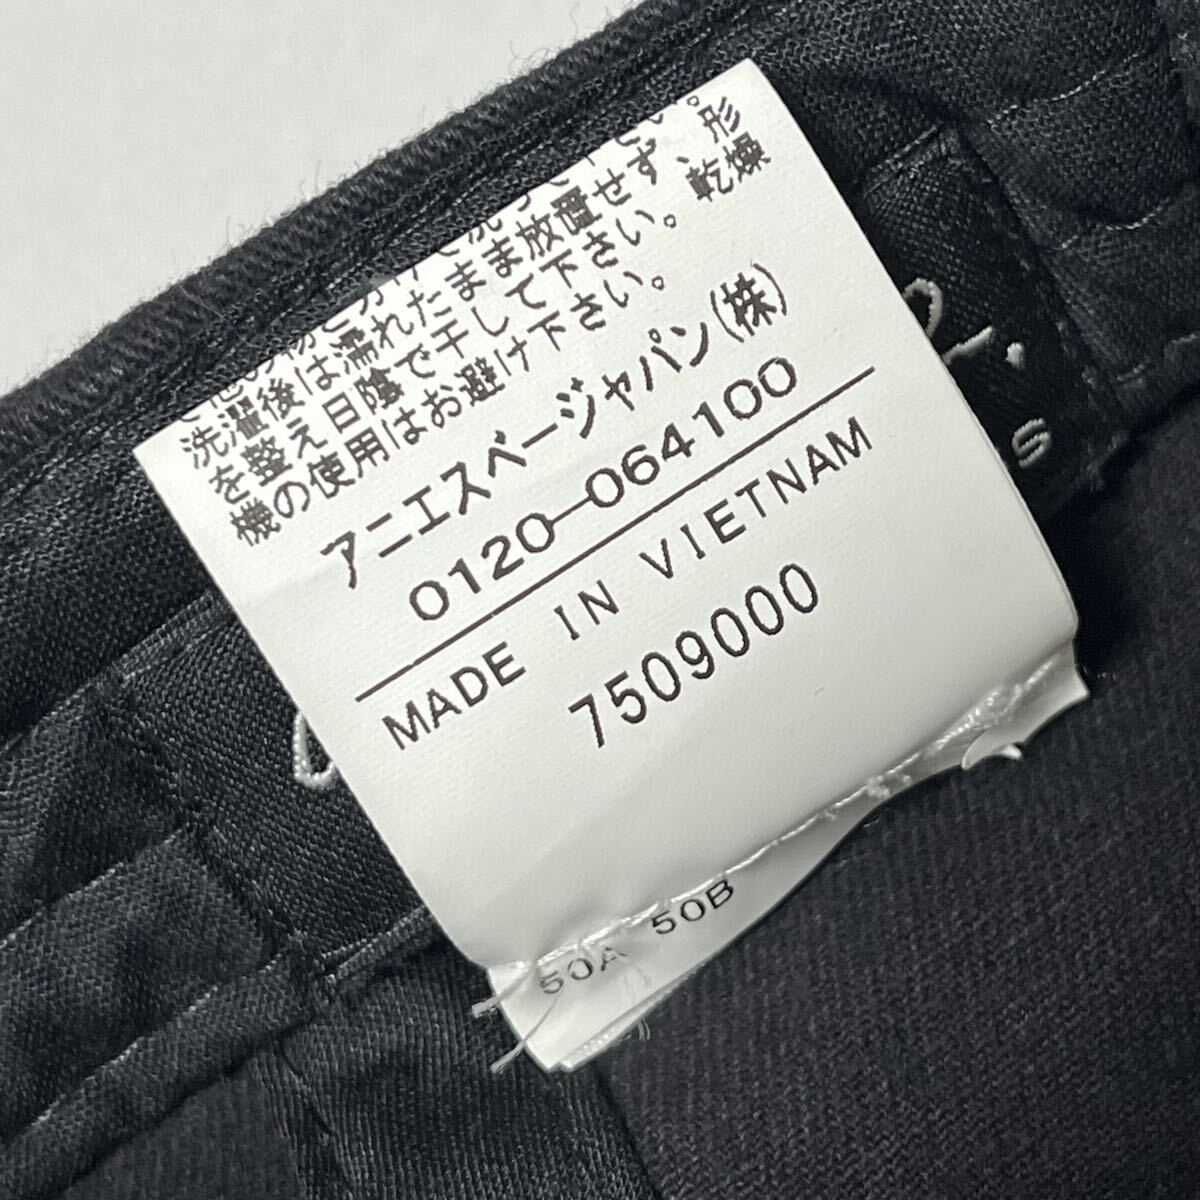 洗濯後は濡れたまま放置せず、形
を整え日陰で干して下さい。乾燥
機の使用はお避け下さい。
アニエスベージャパン(株)
0120-064100
MADE IN VIETNAM
7509000
50A 50B
s